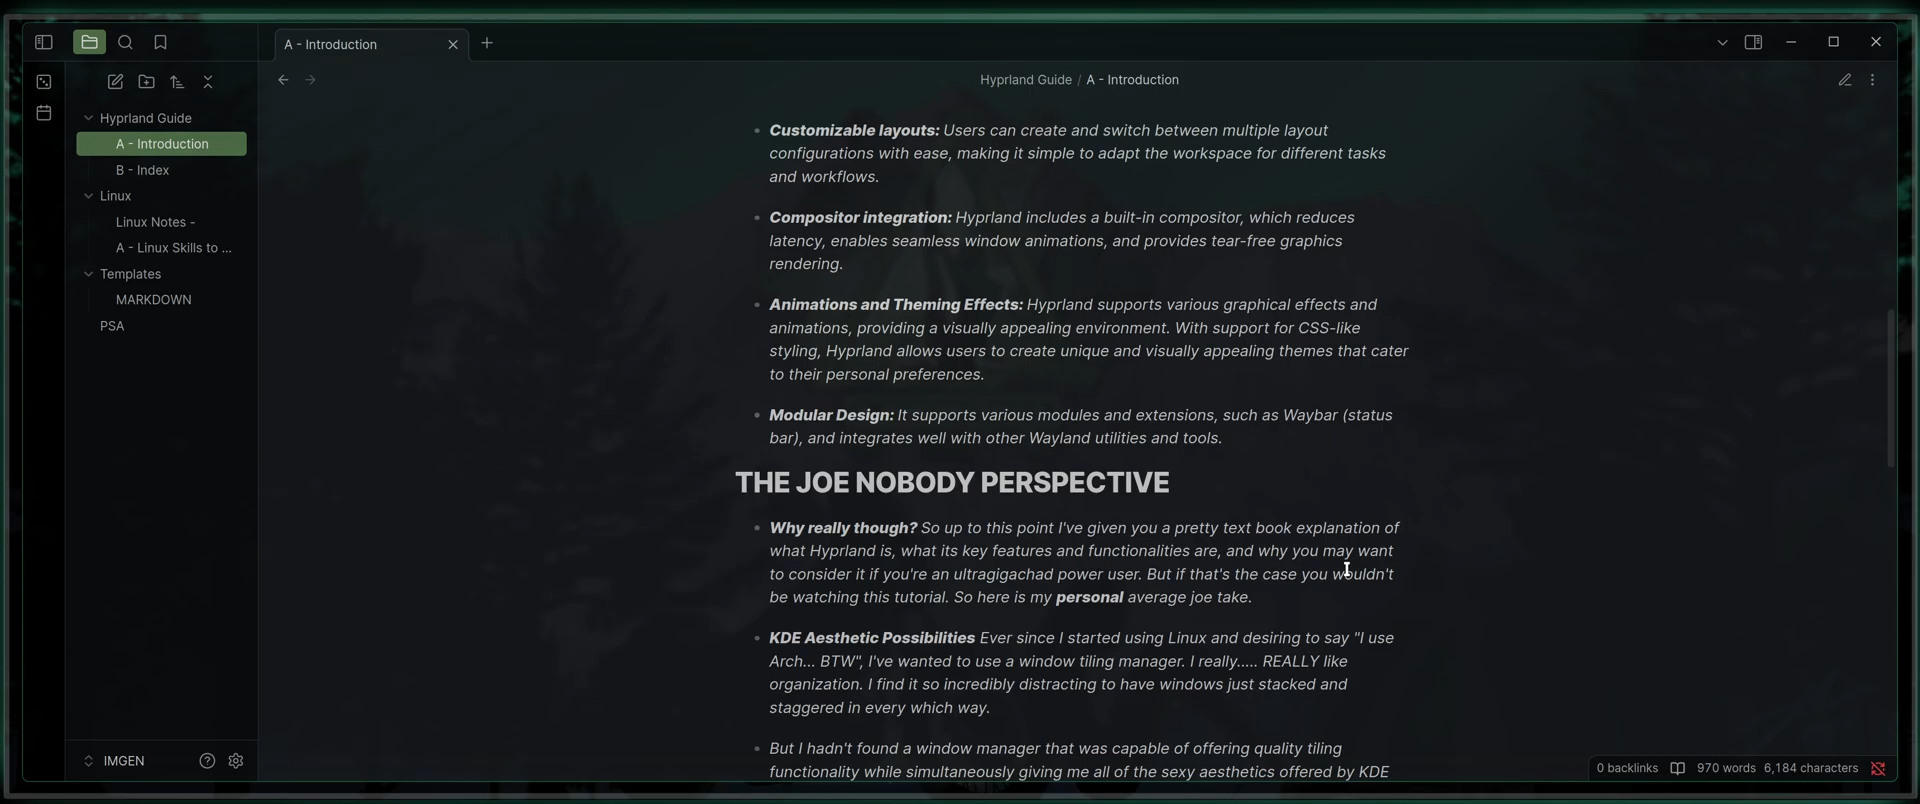 A - Introduction
Hyprland Guide / A - Introduction
Hyprland Guide
A - Introduction
B - Index
Linux
Linux Notes -
A - Linux Skills to ...
Templates
MARKDOWN
PSA
IMGEN
Customizable layouts: Users can create and switch between multiple layout
configurations with ease, making it simple to adapt the workspace for different tasks
and workflows.
Compositor integration: Hyprland includes a built-in compositor, which reduces
latency, enables seamless window animations, and provides tear-free graphics
rendering.
Animations and Theming Effects: Hyprland supports various graphical effects and
animations, providing a visually appealing environment. With support for CSS-like
styling, Hyprland allows users to create unique and visually appealing themes that cater
to their personal preferences.
Modular Design: It supports various modules and extensions, such as Waybar (status
bar), and integrates well with other Wayland utilities and tools.
THE JOE NOBODY PERSPECTIVE
Why really though? So up to this point I've given you a pretty text book explanation of
what Hyprland is, what its key features and functionalities are, and why you may want
to consider it if you're an ultragigachad power user. But if that's the case you wouldn't
be watching this tutorial. So here is my personal average joe take.
KDE Aesthetic Possibilities Ever since I started using Linux and desiring to say "I use
Arch... BTW", I've wanted to use a window tiling manager. I really..... REALLY like
organization. I find it so incredibly distracting to have windows just stacked and
staggered in every which way.
But I hadn't found a window manager that was capable of offering quality tiling
functionality while simultaneously giving me all of the sexy aesthetics offered by KDE
0 backlinks 970 words 6,184 characters